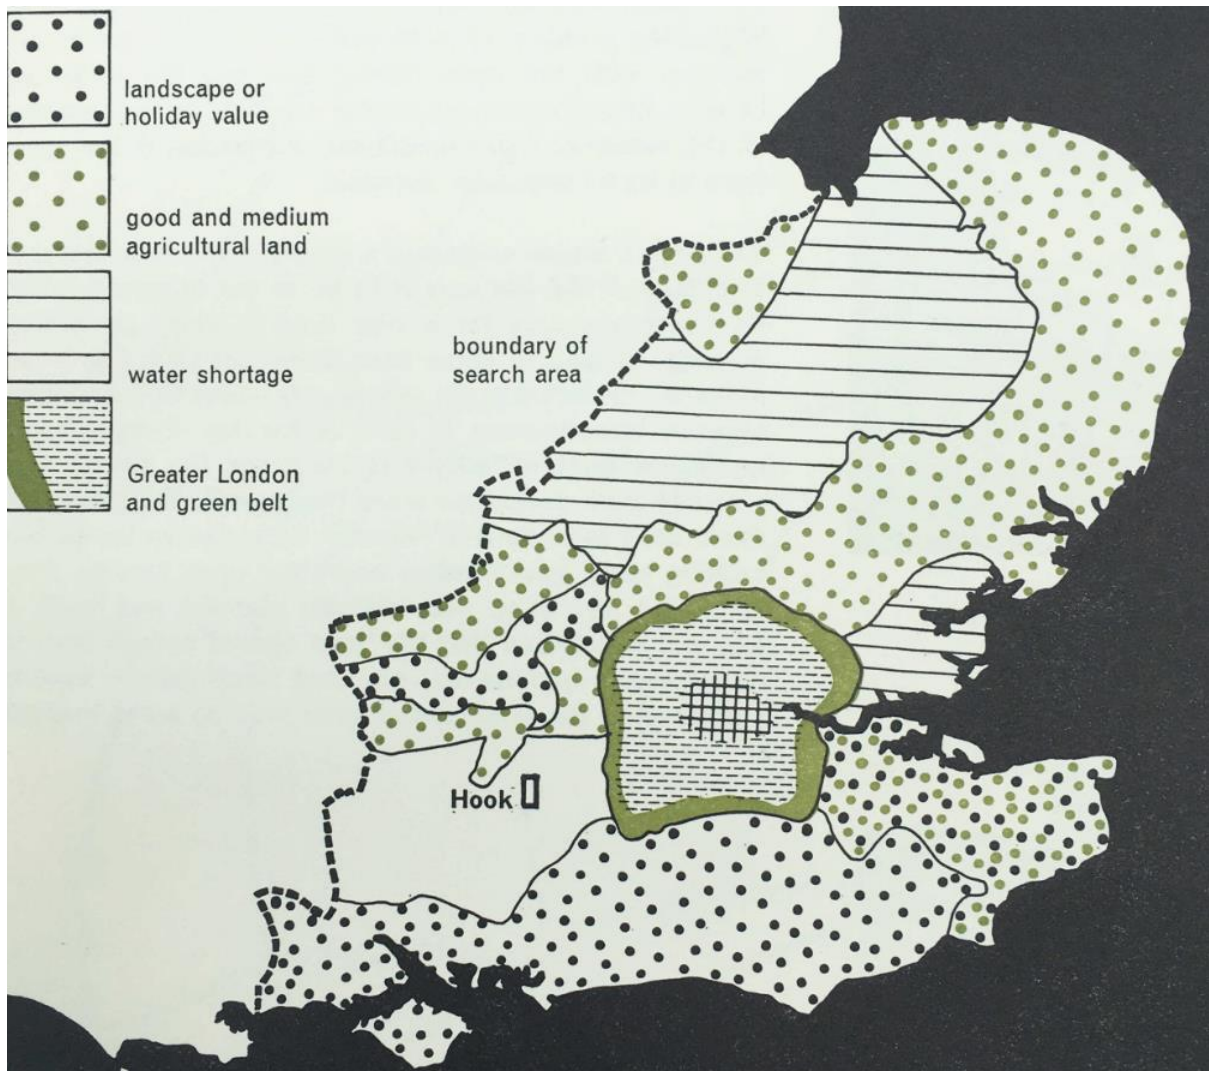 landscape or
holiday value
good and medium
agricultural land
water shortage
Greater London
and green belt
boundary of
search area
Hook